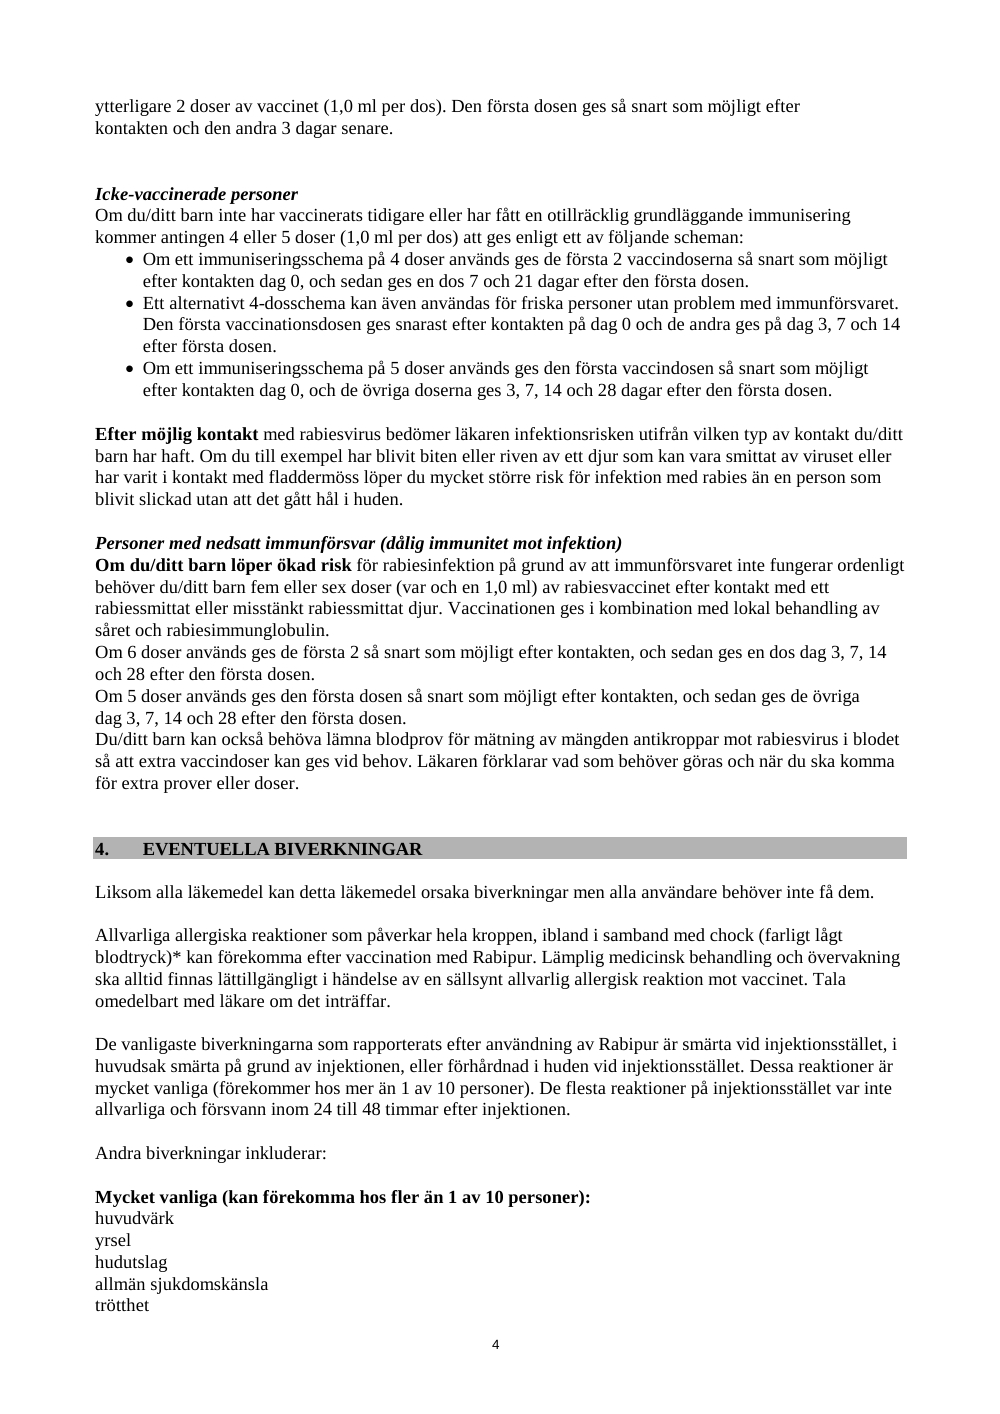 ytterligare 2 doser av vaccinet (1,0 ml per dos). Den första dosen ges så snart som möjligt efter
kontakten och den andra 3 dagar senare.
Icke-vaccinerade personer
Om du/ditt barn inte har vaccinerats tidigare eller har fått en otillräcklig grundläggande immunisering
kommer antingen 4 eller 5 doser (1,0 ml per dos) att ges enligt ett av följande scheman:
• Om ett immuniseringsschema på 4 doser används ges de första 2 vaccindoserna så snart som möjligt
efter kontakten dag 0, och sedan ges en dos 7 och 21 dagar efter den första dosen.
• Ett alternativt 4-dosschema kan även användas för friska personer utan problem med immunförsvaret.
Den första vaccinationsdosen ges snarast efter kontakten på dag 0 och de andra ges på dag 3, 7 och 14
efter första dosen.
• Om ett immuniseringsschema på 5 doser används ges den första vaccindosen så snart som möjligt
efter kontakten dag 0, och de övriga doserna ges 3, 7, 14 och 28 dagar efter den första dosen.
Efter möjlig kontakt med rabiesvirus bedömer läkaren infektionsrisken utifrån vilken typ av kontakt du/ditt
barn har haft. Om du till exempel har blivit biten eller riven av ett djur som kan vara smittat av viruset eller
har varit i kontakt med fladdermöss löper du mycket större risk för infektion med rabies än en person som
blivit slickad utan att det gått hål i huden.
Personer med nedsatt immunförsvar (dålig immunitet mot infektion)
Om du/ditt barn löper ökad risk för rabiesinfektion på grund av att immunförsvaret inte fungerar ordenligt
behöver du/ditt barn fem eller sex doser (var och en 1,0 ml) av rabiesvaccinet efter kontakt med ett
rabiessmittat eller misstänkt rabiessmittat djur. Vaccinationen ges i kombination med lokal behandling av
såret och rabiesimmunglobulin.
Om 6 doser används ges de första 2 så snart som möjligt efter kontakten, och sedan ges en dos dag 3, 7, 14
och 28 efter den första dosen.
Om 5 doser används ges den första dosen så snart som möjligt efter kontakten, och sedan ges de övriga
dag 3, 7, 14 och 28 efter den första dosen.
Du/ditt barn kan också behöva lämna blodprov för mätning av mängden antikroppar mot rabiesvirus i blodet
så att extra vaccindoser kan ges vid behov. Läkaren förklarar vad som behöver göras och när du ska komma
för extra prover eller doser.
4. EVENTUELLA BIVERKNINGAR
Liksom alla läkemedel kan detta läkemedel orsaka biverkningar men alla användare behöver inte få dem.
Allvarliga allergiska reaktioner som påverkar hela kroppen, ibland i samband med chock (farligt lågt
blodtryck)* kan förekomma efter vaccination med Rabipur. Lämplig medicinsk behandling och övervakning
ska alltid finnas lättillgängligt i händelse av en sällsynt allvarlig allergisk reaktion mot vaccinet. Tala
omedelbart med läkare om det inträffar.
De vanligaste biverkningarna som rapporterats efter användning av Rabipur är smärta vid injektionsstället, i
huvudsak smärta på grund av injektionen, eller förhårdnad i huden vid injektionsstället. Dessa reaktioner är
mycket vanliga (förekommer hos mer än 1 av 10 personer). De flesta reaktioner på injektionsstället var inte
allvarliga och försvann inom 24 till 48 timmar efter injektionen.
Andra biverkningar inkluderar:
Mycket vanliga (kan förekomma hos fler än 1 av 10 personer):
huvudvärk
yrsel
hudutslag
allmän sjukdomskänsla
trötthet
4